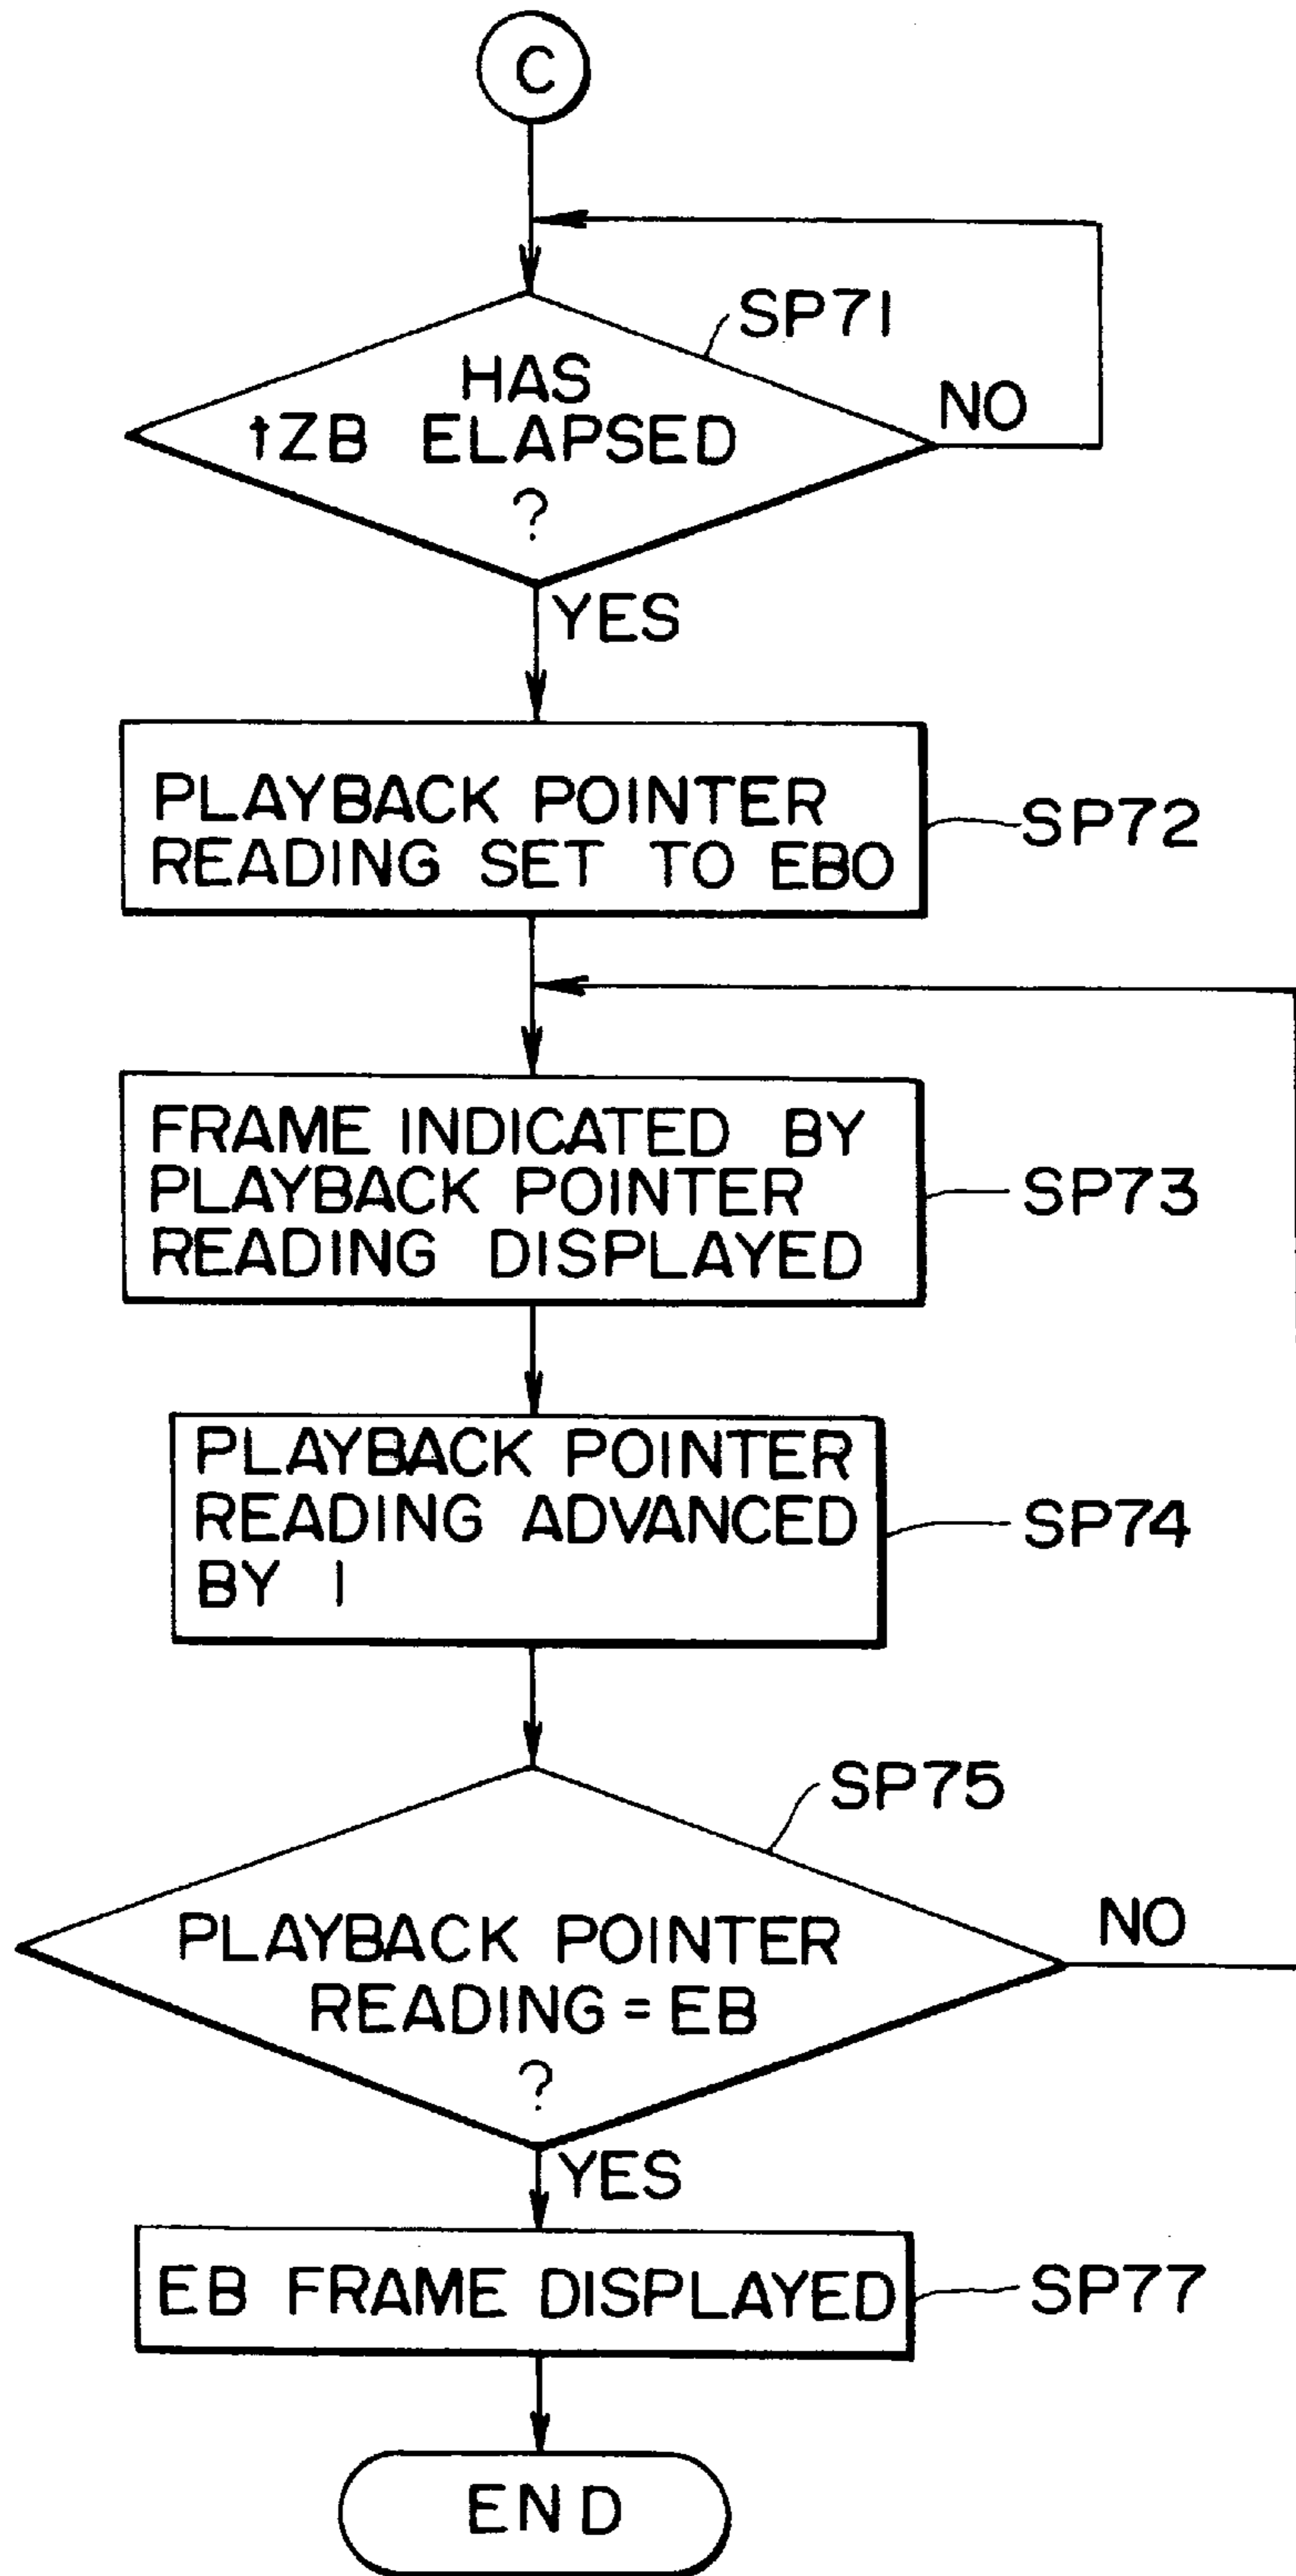 C
SP71
HAS
tZB ELAPSED
?
NO
YES
PLAYBACK POINTER
READING SET TO EBO
SP72
FRAME INDICATED BY
PLAYBACK POINTER
READING DISPLAYED
SP73
PLAYBACK POINTER
READING ADVANCED
BY 1
SP74
SP75
PLAYBACK POINTER
READING = EB
?
NO
YES
EB FRAME DISPLAYED
SP77
END